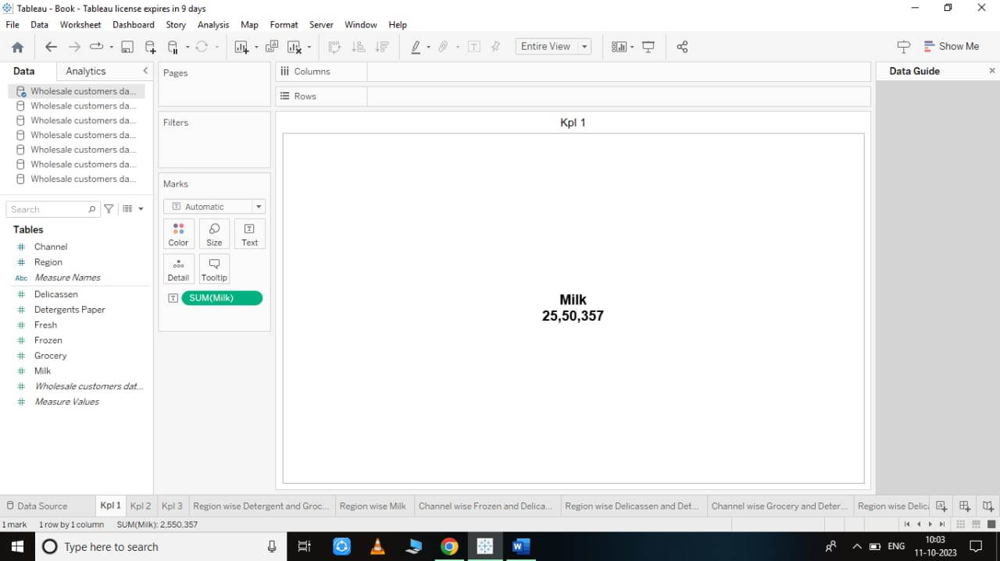 Tableau - Book - Tableau license expires in 9 days
File Data Worksheet Dashboard Story Analysis Map Format Server Window Help
Entire View
Show Me
Data Analytics
Pages
Columns
Data Guide
Wholesale customers da...
Wholesale customers da...
Wholesale customers da...
Wholesale customers da...
Wholesale customers da...
Wholesale customers da...
Wholesale customers da...
Rows
Filters
Kpl 1
Marks
Automatic
Color Size Text
Detail Tooltip
SUM(Milk)
Search
Tables
Channel
Region
Abc Measure Names
Delicassen
Detergents Paper
Fresh
Frozen
Grocery
Milk
Wholesale customers dat...
Measure Values
Milk
25,50,357
Data Source Kpl 1 Kpl 2 Kpl 3 Region wise Detergent and Groc... Region wise Milk Channel wise Frozen and Delica... Region wise Delicassen and Det... Channel wise Grocery and Deter... Region wise Delica
1 mark 1 row by 1 column SUM(Milk): 2,550,357
Type here to search
ENG
10:03
11-10-2023